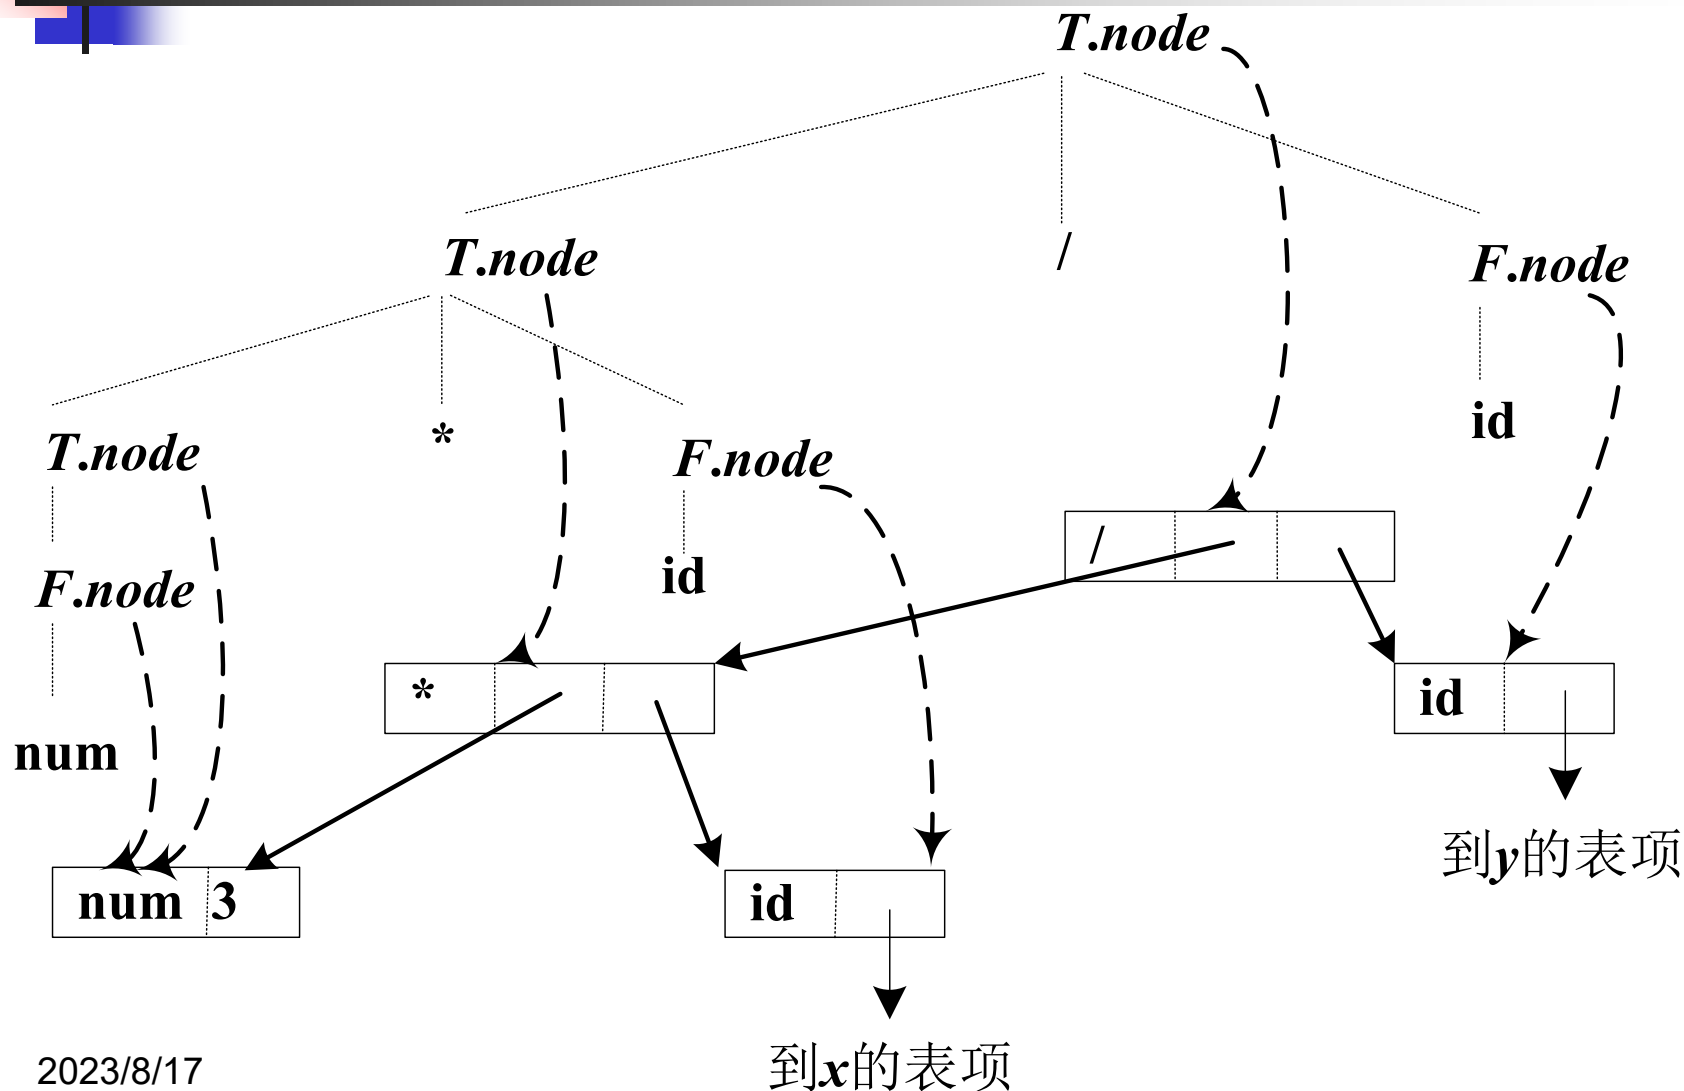 T.node
T.node / F.node
T.node * F.node id
F.node id /
* id
num
num 3 id
到y的表项
到x的表项
2023/8/17